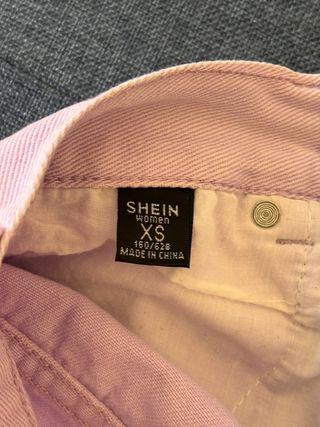 SHEIN
women
XS
160/62B
MADE IN CHINA